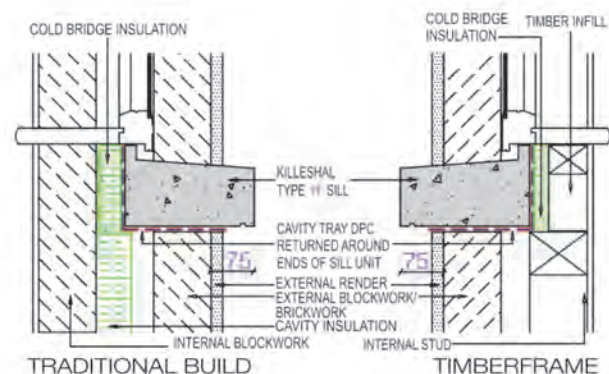 COLD BRIDGE INSULATION
COLD BRIDGE
INSULATION
TIMBER INFILL
KILLESHAL
TYPE H SILL
CAVITY TRAY DPC
RETURNED AROUND
ENDS OF SILL UNIT
75
75
EXTERNAL RENDER
EXTERNAL BLOCKWORK/
BRICKWORK
CAVITY INSULATION
INTERNAL BLOCKWORK
INTERNAL STUD
TRADITIONAL BUILD
TIMBERFRAME